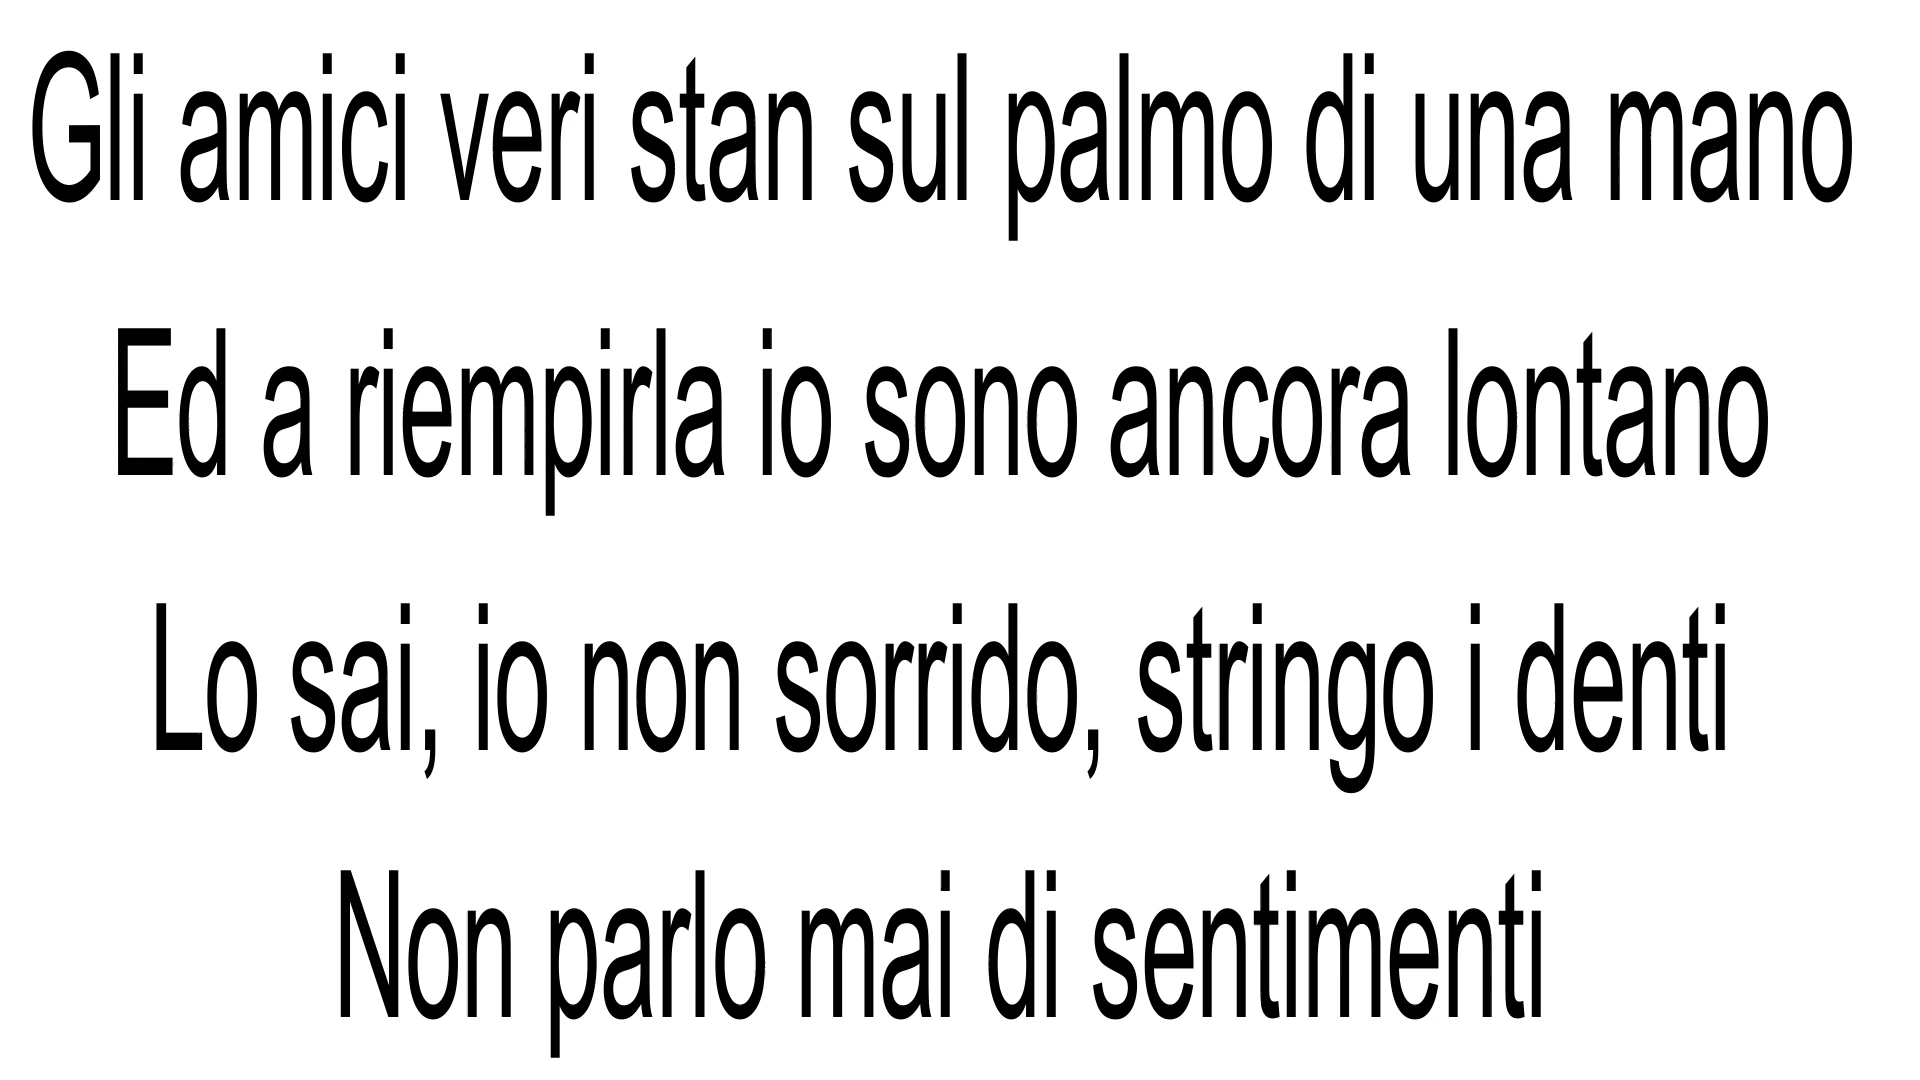 Gli amici veri stan sul palmo di una mano
Ed a riempirla io sono ancora lontano
Lo sai, io non sorrido, stringo i denti
Non parlo mai di sentimenti